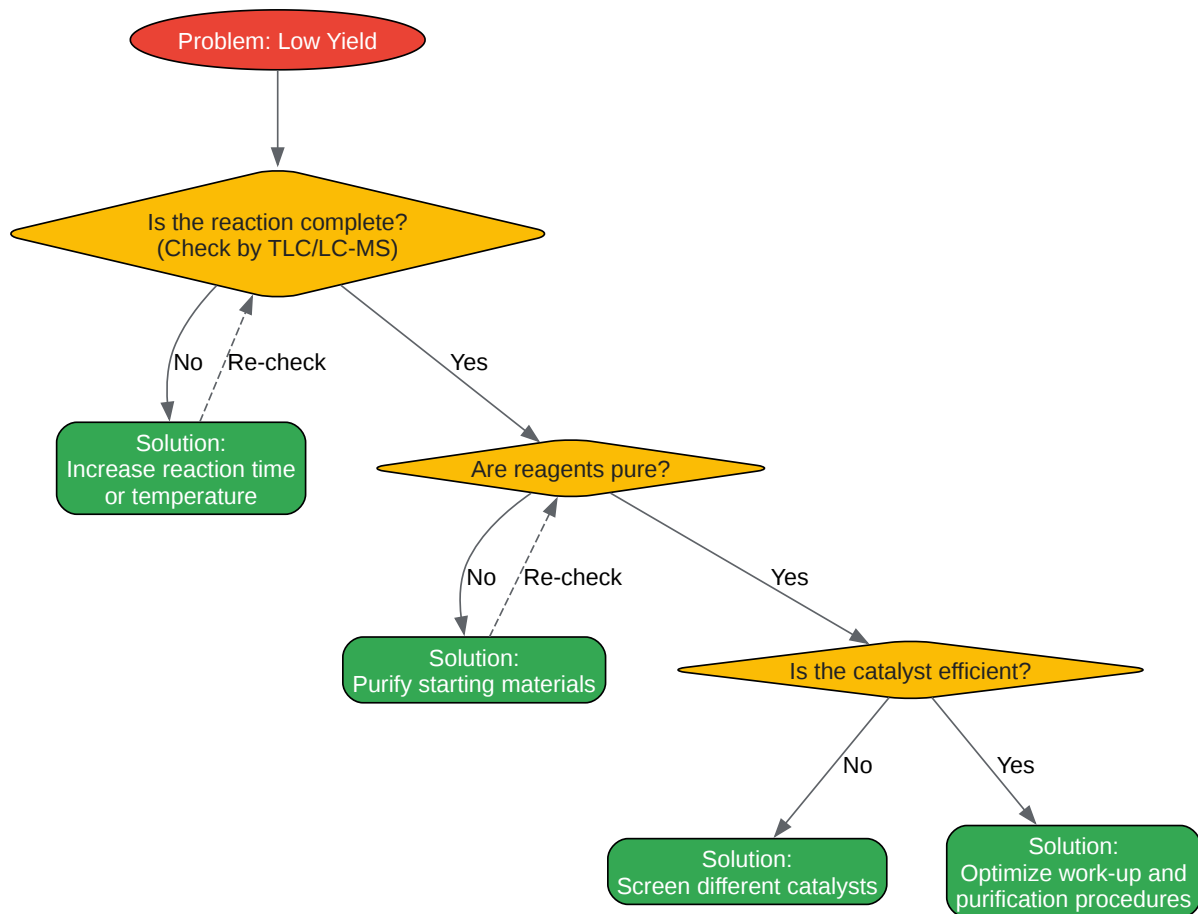 Problem: Low Yield
Is the reaction complete?
(Check by TLC/LC-MS)
No
Re-check
Yes
Solution:
Increase reaction time
or temperature
Are reagents pure?
No
Re-check
Yes
Solution:
Purify starting materials
Is the catalyst efficient?
No
Yes
Solution:
Screen different catalysts
Solution:
Optimize work-up and
purification procedures